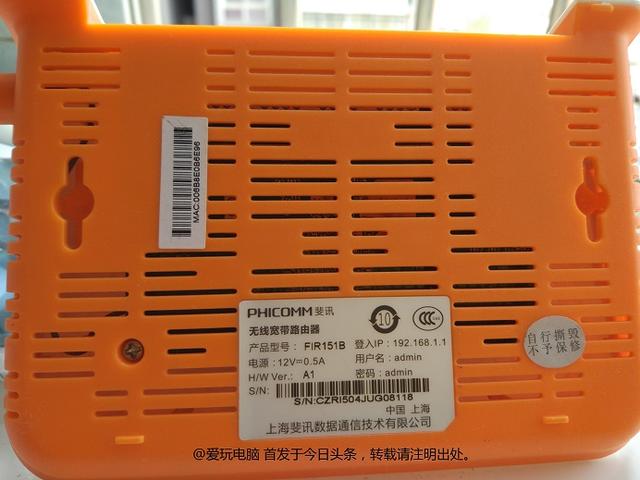 MAC:006B8E0B6E96
PHICOMM 斐讯
无线宽带路由器
产品型号: FIR151B 登入IP: 192.168.1.1
电源: 12V⎓0.5A 用户名: admin
H/W Ver.: A1 密码: admin
S/N:
S/N:CZRI504JUG08118
中国 上海
上海斐讯数据通信技术有限公司
10
CCC
自行撕毁
不予保修
@爱玩电脑 首发于今日头条，转载请注明出处。